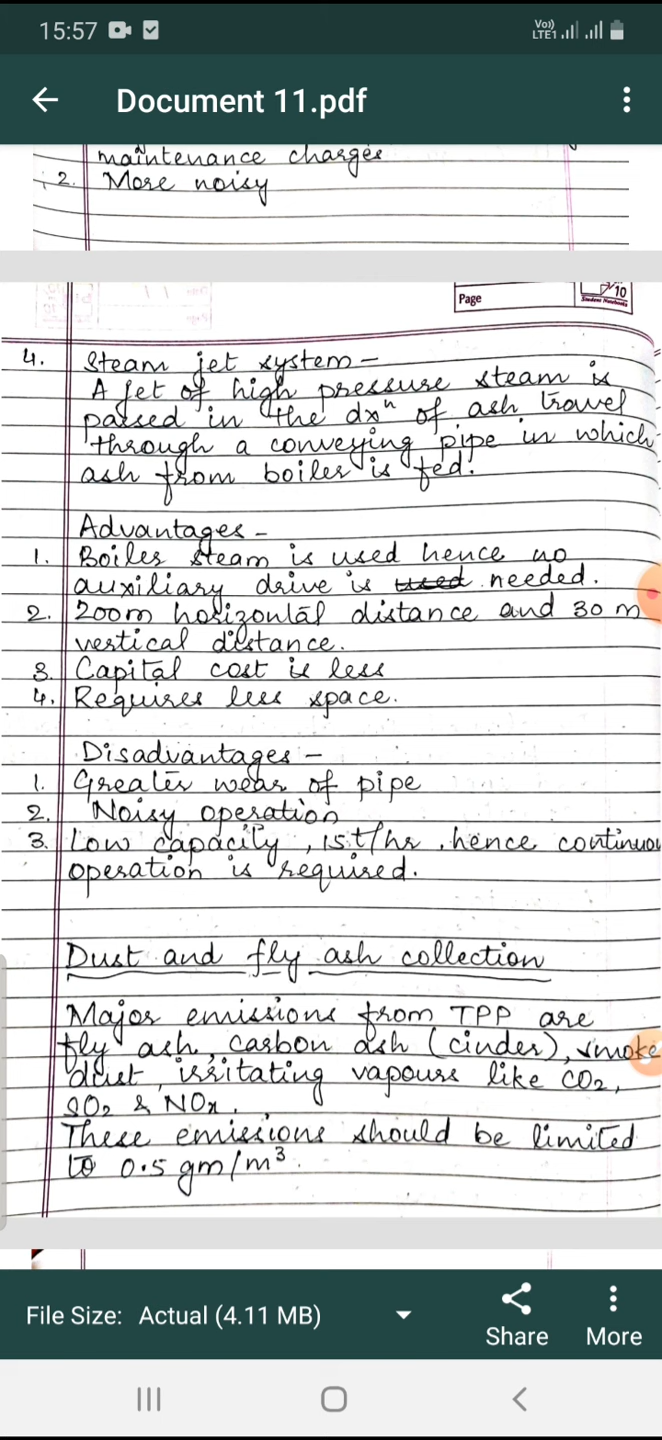 15:57
Vo)) LTE1
Document 11.pdf
maintenance charges
2. More noisy
Page
10
Student Notebooks
4. Steam jet system -
A jet of high pressure steam is
passed in the dxⁿ of ash travel
through a conveying pipe in which
ash from boiler is fed.
Advantages -
1. Boiler steam is used hence no
auxiliary drive is used needed.
2. 200m horizontal distance and 30 m
vertical distance.
3. Capital cost is less
4. Requires less space.
Disadvantages -
1. Greater wear of pipe
2. Noisy operation
3. Low capacity, 15 t/hr, hence continuou
operation is required.
Dust and fly ash collection
Major emissions from TPP are
fly ash, carbon ash (cinder), smoke
dust, irritating vapours like CO2,
SO2 & NOx.
These emissions should be limited
to 0.5 gm/m³.
File Size: Actual (4.11 MB)
Share
More